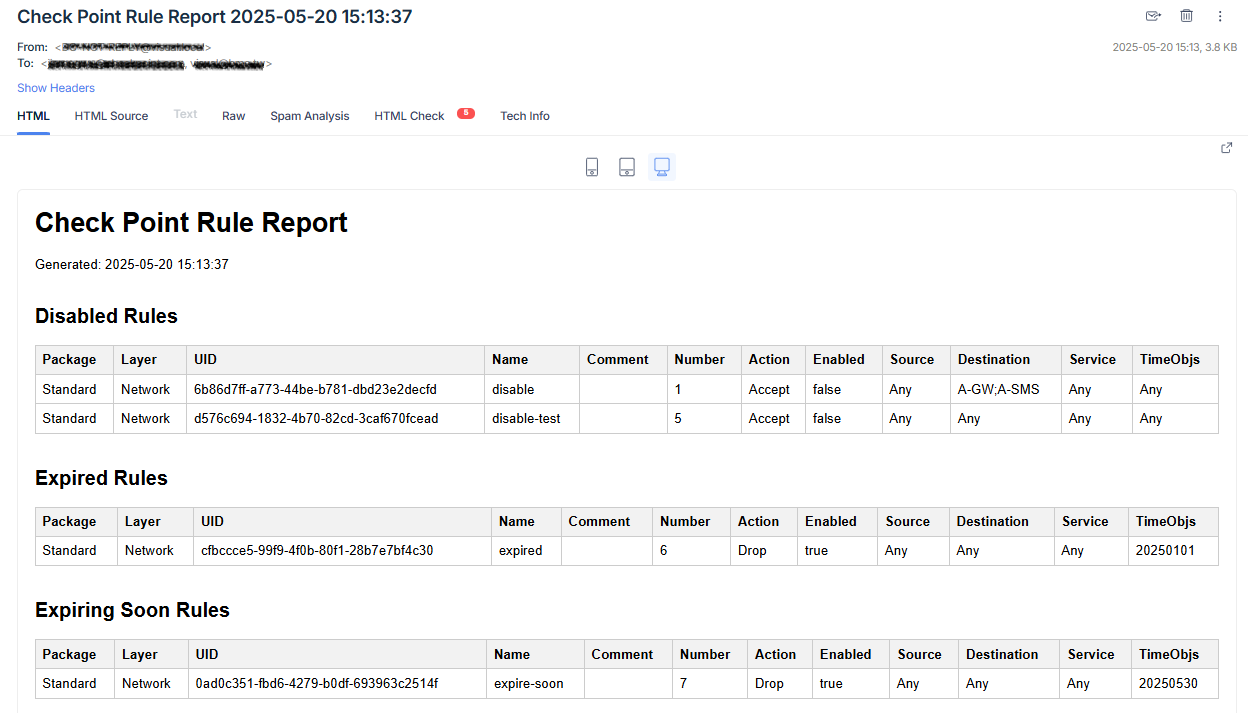 Check Point Rule Report 2025-05-20 15:13:37
From:
2025-05-20 15:13, 3.8 KB
To:
Show Headers
HTML HTML Source Text Raw Spam Analysis HTML Check 5 Tech Info
Check Point Rule Report
Generated: 2025-05-20 15:13:37
Disabled Rules
Package Layer UID Name Comment Number Action Enabled Source Destination Service TimeObjs
Standard Network 6b86d7ff-a773-44be-b781-dbd23e2decfd disable 1 Accept false Any A-GW;A-SMS Any Any
Standard Network d576c694-1832-4b70-82cd-3caf670fcead disable-test 5 Accept false Any Any Any Any
Expired Rules
Package Layer UID Name Comment Number Action Enabled Source Destination Service TimeObjs
Standard Network cfbccce5-99f9-4f0b-80f1-28b7e7bf4c30 expired 6 Drop true Any Any Any 20250101
Expiring Soon Rules
Package Layer UID Name Comment Number Action Enabled Source Destination Service TimeObjs
Standard Network 0ad0c351-fbd6-4279-b0df-693963c2514f expire-soon 7 Drop true Any Any Any 20250530